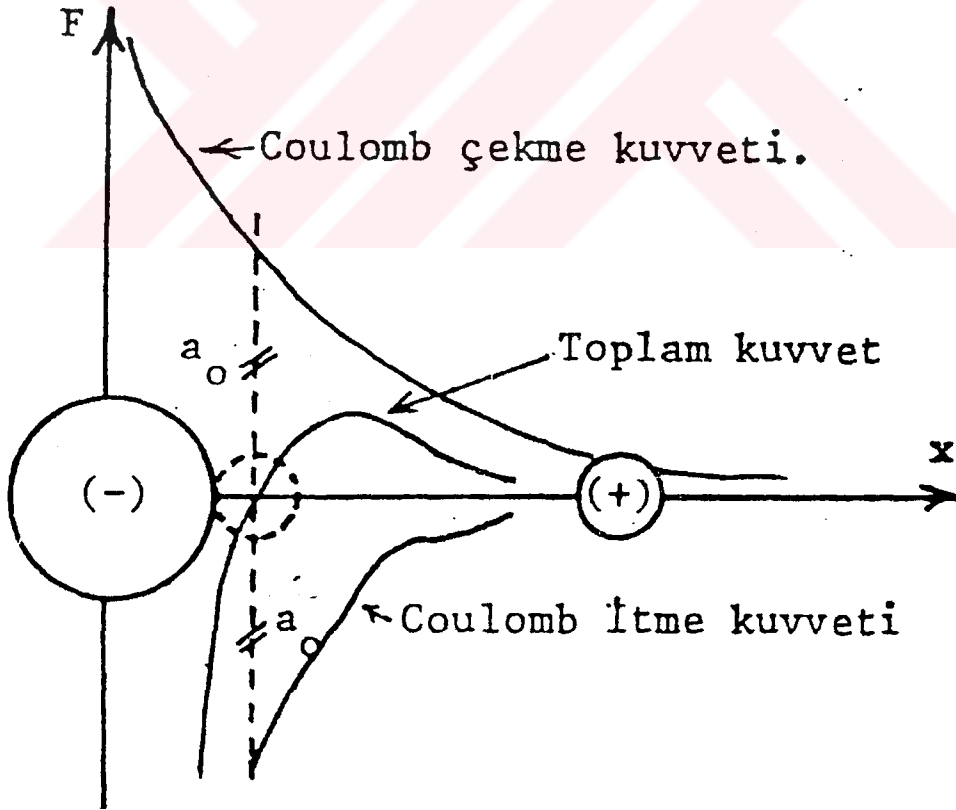 F
Coulomb çekme kuvveti.
a o
Toplam kuvvet
x
(-)
(+)
a o
Coulomb İtme kuvveti